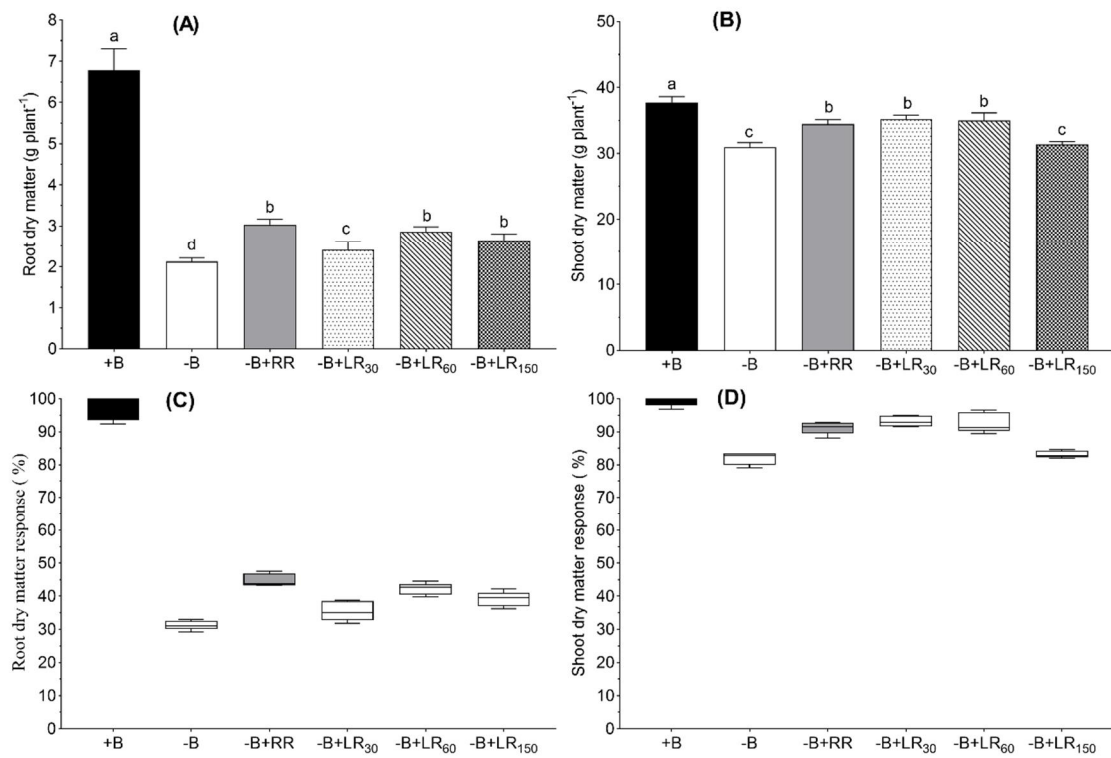 (A)
Root dry matter (g plant⁻¹)
8
7
6
5
4
3
2
1
0
a
d
b
c
b
b
+B -B -B+RR -B+LR₃₀ -B+LR₆₀ -B+LR₁₅₀
(B)
Shoot dry matter (g plant⁻¹)
50
40
30
20
10
0
a
c
b
b
b
c
+B -B -B+RR -B+LR₃₀ -B+LR₆₀ -B+LR₁₅₀
(C)
Root dry matter response ( %)
100
90
80
70
60
50
40
30
20
10
0
+B -B -B+RR -B+LR₃₀ -B+LR₆₀ -B+LR₁₅₀
(D)
Shoot dry matter response ( %)
100
90
80
70
60
50
40
30
20
10
0
+B -B -B+RR -B+LR₃₀ -B+LR₆₀ -B+LR₁₅₀